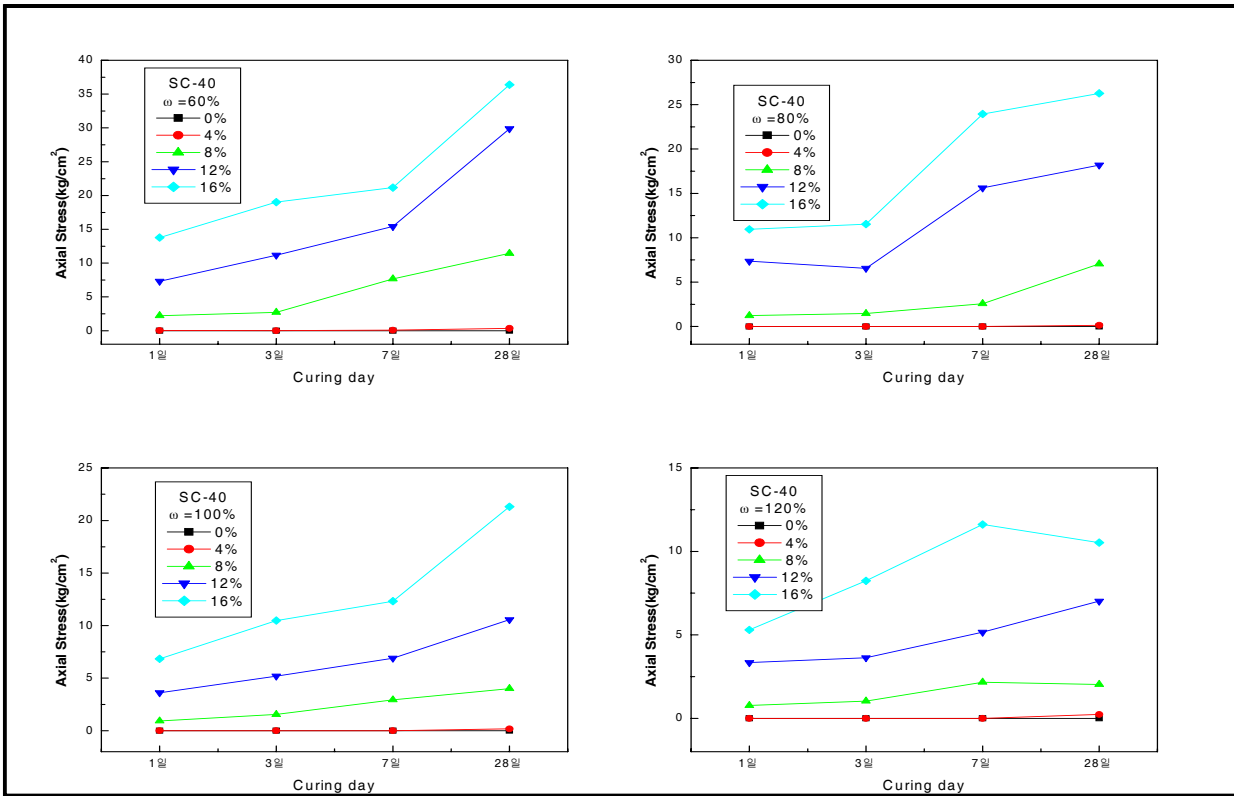 40
35
30
25
20
15
10
5
0
Axial Stress(kg/cm²)
SC-40
ω =60%
0%
4%
8%
12%
16%
1일 3일 7일 28일
Curing day
30
25
20
15
10
5
0
Axial Stress(kg/cm²)
SC-40
ω =80%
0%
4%
8%
12%
16%
1일 3일 7일 28일
Curing day
25
20
15
10
5
0
Axial Stress(kg/cm²)
SC-40
ω =100%
0%
4%
8%
12%
16%
1일 3일 7일 28일
Curing day
15
10
5
0
Axial Stress(kg/cm²)
SC-40
ω =120%
0%
4%
8%
12%
16%
1일 3일 7일 28일
Curing day